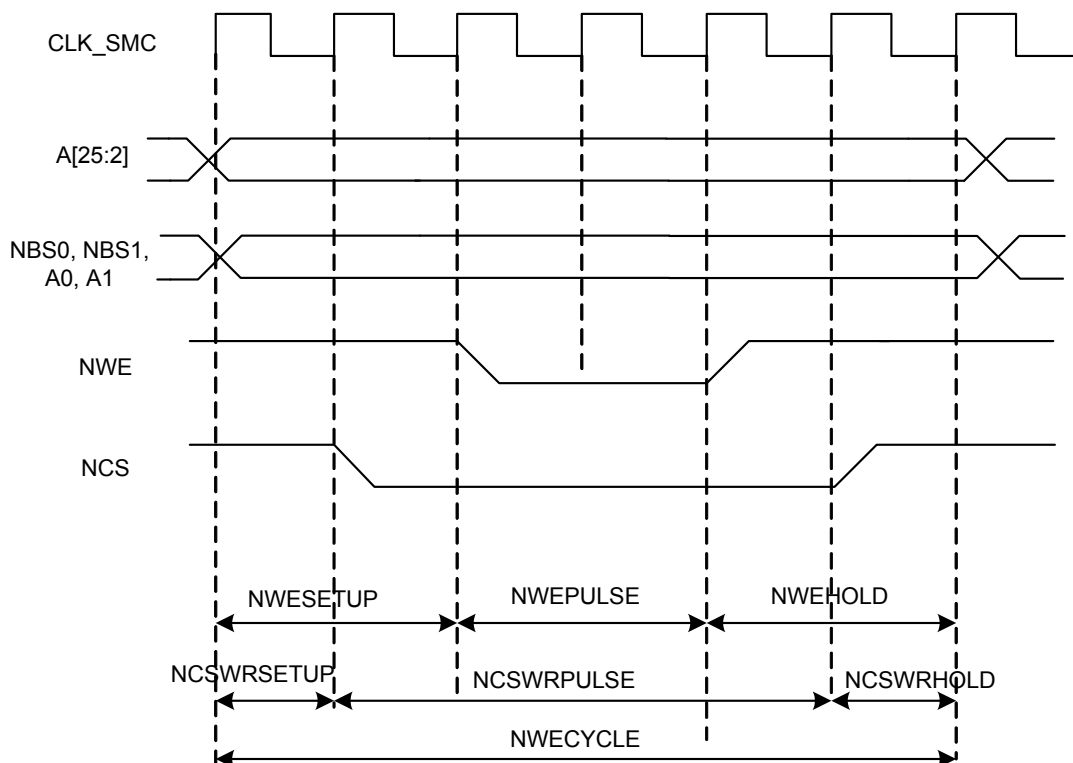 CLK_SMC
A[25:2]
NBS0, NBS1,
A0, A1
NWE
NCS
NWESETUP
NWEPULSE
NWEHOLD
NCSWRSETUP
NCSWRPULSE
NCSWRHOLD
NWECYCLE